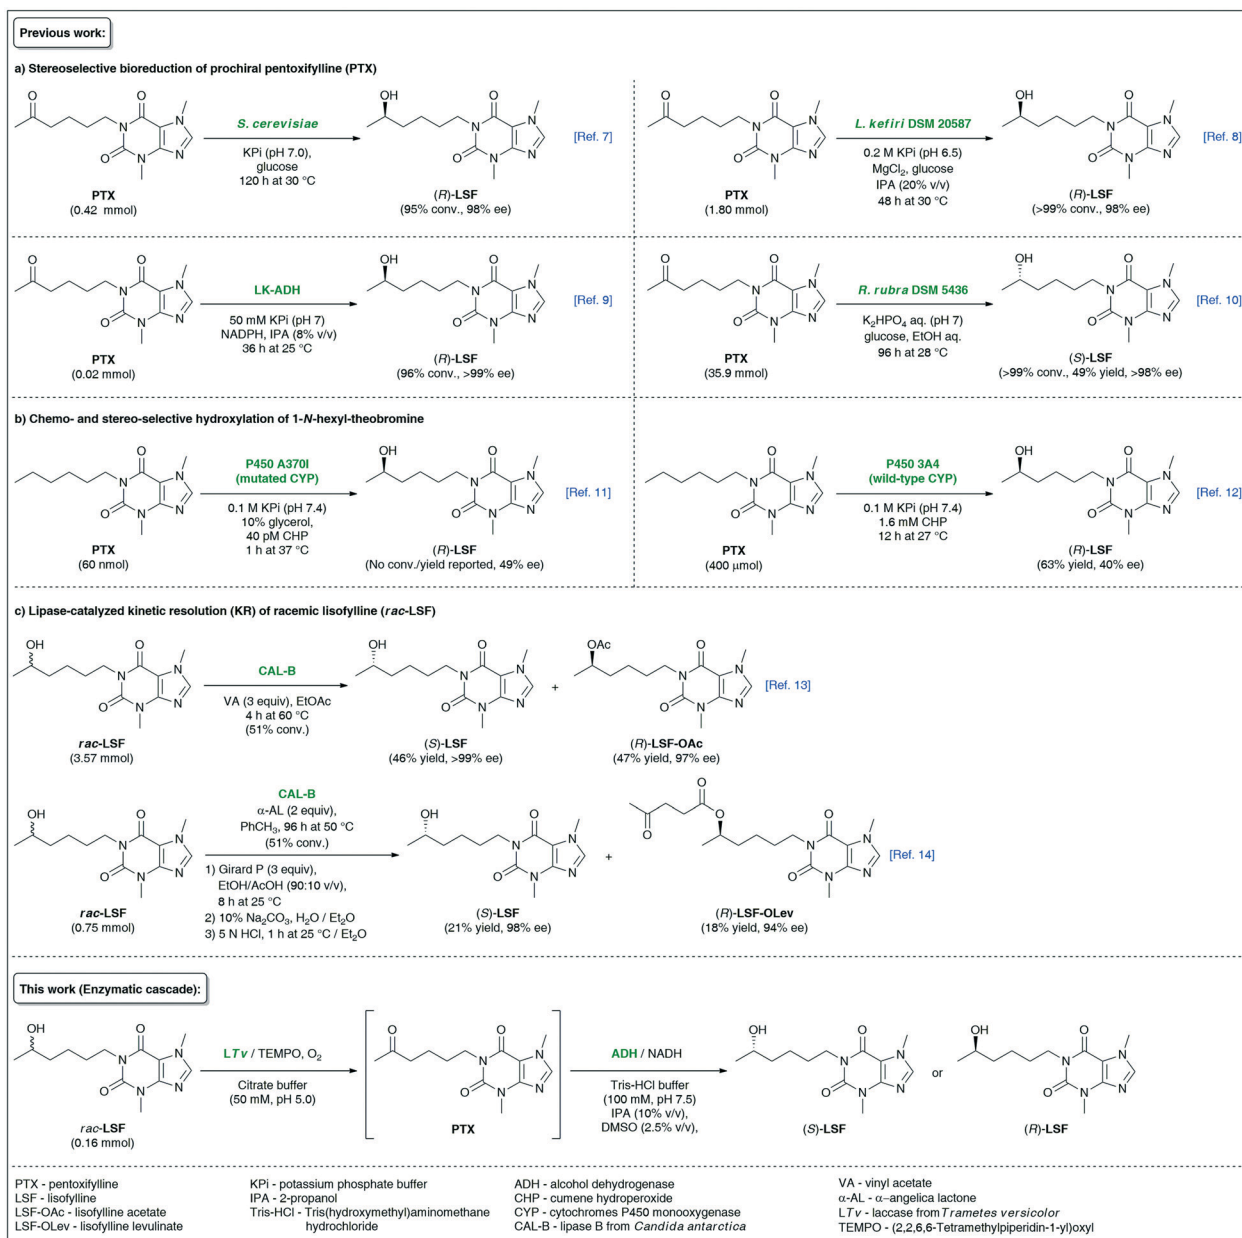 Previous work:
a) Stereoselective bioreduction of prochiral pentoxifylline (PTX)
O
O
N
N
O
N
N
PTX
(0.42 mmol)
S. cerevisiae
KPi (pH 7.0),
glucose
120 h at 30 °C
OH
O
N
N
O
N
N
(R)-LSF
(95% conv., 98% ee)
[Ref. 7]
O
O
N
N
O
N
N
PTX
(1.80 mmol)
L. kefiri DSM 20587
0.2 M KPi (pH 6.5)
MgCl2, glucose
IPA (20% v/v)
48 h at 30 °C
OH
O
N
N
O
N
N
(R)-LSF
(>99% conv., 98% ee)
[Ref. 8]
O
O
N
N
O
N
N
PTX
(0.02 mmol)
LK-ADH
50 mM KPi (pH 7)
NADPH, IPA (8% v/v)
36 h at 25 °C
OH
O
N
N
O
N
N
(R)-LSF
(96% conv., >99% ee)
[Ref. 9]
O
O
N
N
O
N
N
PTX
(35.9 mmol)
R. rubra DSM 5436
K2HPO4 aq. (pH 7)
glucose, EtOH aq.
96 h at 28 °C
OH
O
N
N
O
N
N
(S)-LSF
(>99% conv., 49% yield, >98% ee)
[Ref. 10]
b) Chemo- and stereo-selective hydroxylation of 1-N-hexyl-theobromine
O
N
N
O
N
N
PTX
(60 nmol)
P450 A370I
(mutated CYP)
0.1 M KPi (pH 7.4)
10% glycerol,
40 pM CHP
1 h at 37 °C
OH
O
N
N
O
N
N
(R)-LSF
(No conv./yield reported, 49% ee)
[Ref. 11]
O
N
N
O
N
N
PTX
(400 μmol)
P450 3A4
(wild-type CYP)
0.1 M KPi (pH 7.4)
1.6 mM CHP
12 h at 27 °C
OH
O
N
N
O
N
N
(R)-LSF
(63% yield, 40% ee)
[Ref. 12]
c) Lipase-catalyzed kinetic resolution (KR) of racemic lisofylline (rac-LSF)
OH
O
N
N
O
N
N
rac-LSF
(3.57 mmol)
CAL-B
VA (3 equiv), EtOAc
4 h at 60 °C
(51% conv.)
OH
O
N
N
O
N
N
(S)-LSF
(46% yield, >99% ee)
+
OAc
O
N
N
O
N
N
(R)-LSF-OAc
(47% yield, 97% ee)
[Ref. 13]
OH
O
N
N
O
N
N
rac-LSF
(0.75 mmol)
CAL-B
α-AL (2 equiv),
PhCH3, 96 h at 50 °C
(51% conv.)
1) Girard P (3 equiv),
EtOH/AcOH (90:10 v/v),
8 h at 25 °C
2) 10% Na2CO3, H2O / Et2O
3) 5 N HCl, 1 h at 25 °C / Et2O
OH
O
N
N
O
N
N
(S)-LSF
(21% yield, 98% ee)
+
O
O
O
O
N
N
O
N
N
(R)-LSF-OLev
(18% yield, 94% ee)
[Ref. 14]
This work (Enzymatic cascade):
OH
O
N
N
O
N
N
rac-LSF
(0.16 mmol)
LTv / TEMPO, O2
Citrate buffer
(50 mM, pH 5.0)
O
O
N
N
O
N
N
PTX
ADH / NADH
Tris-HCl buffer
(100 mM, pH 7.5)
IPA (10% v/v),
DMSO (2.5% v/v),
OH
O
N
N
O
N
N
(S)-LSF
or
OH
O
N
N
O
N
N
(R)-LSF
PTX - pentoxifylline
LSF - lisofylline
LSF-OAc - lisofylline acetate
LSF-OLev - lisofylline levulinate
KPi - potassium phosphate buffer
IPA - 2-propanol
Tris-HCl - Tris(hydroxymethyl)aminomethane
hydrochloride
ADH - alcohol dehydrogenase
CHP - cumene hydroperoxide
CYP - cytochromes P450 monooxygenase
CAL-B - lipase B from Candida antarctica
VA - vinyl acetate
α-AL - α-angelica lactone
LTv - laccase from Trametes versicolor
TEMPO - (2,2,6,6-Tetramethylpiperidin-1-yl)oxyl